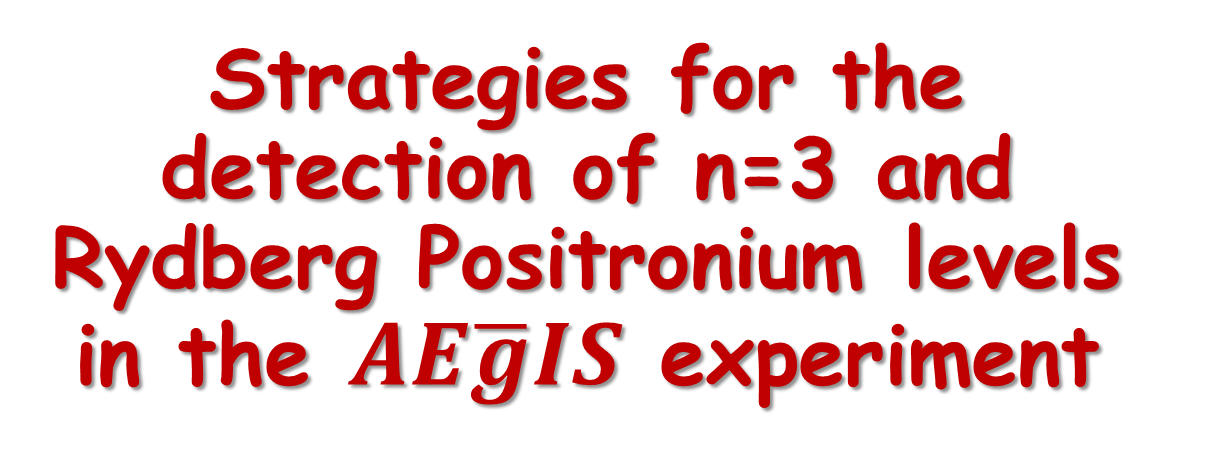 Strategies for the
detection of n=3 and
Rydberg Positronium levels
in the AEg̅IS experiment